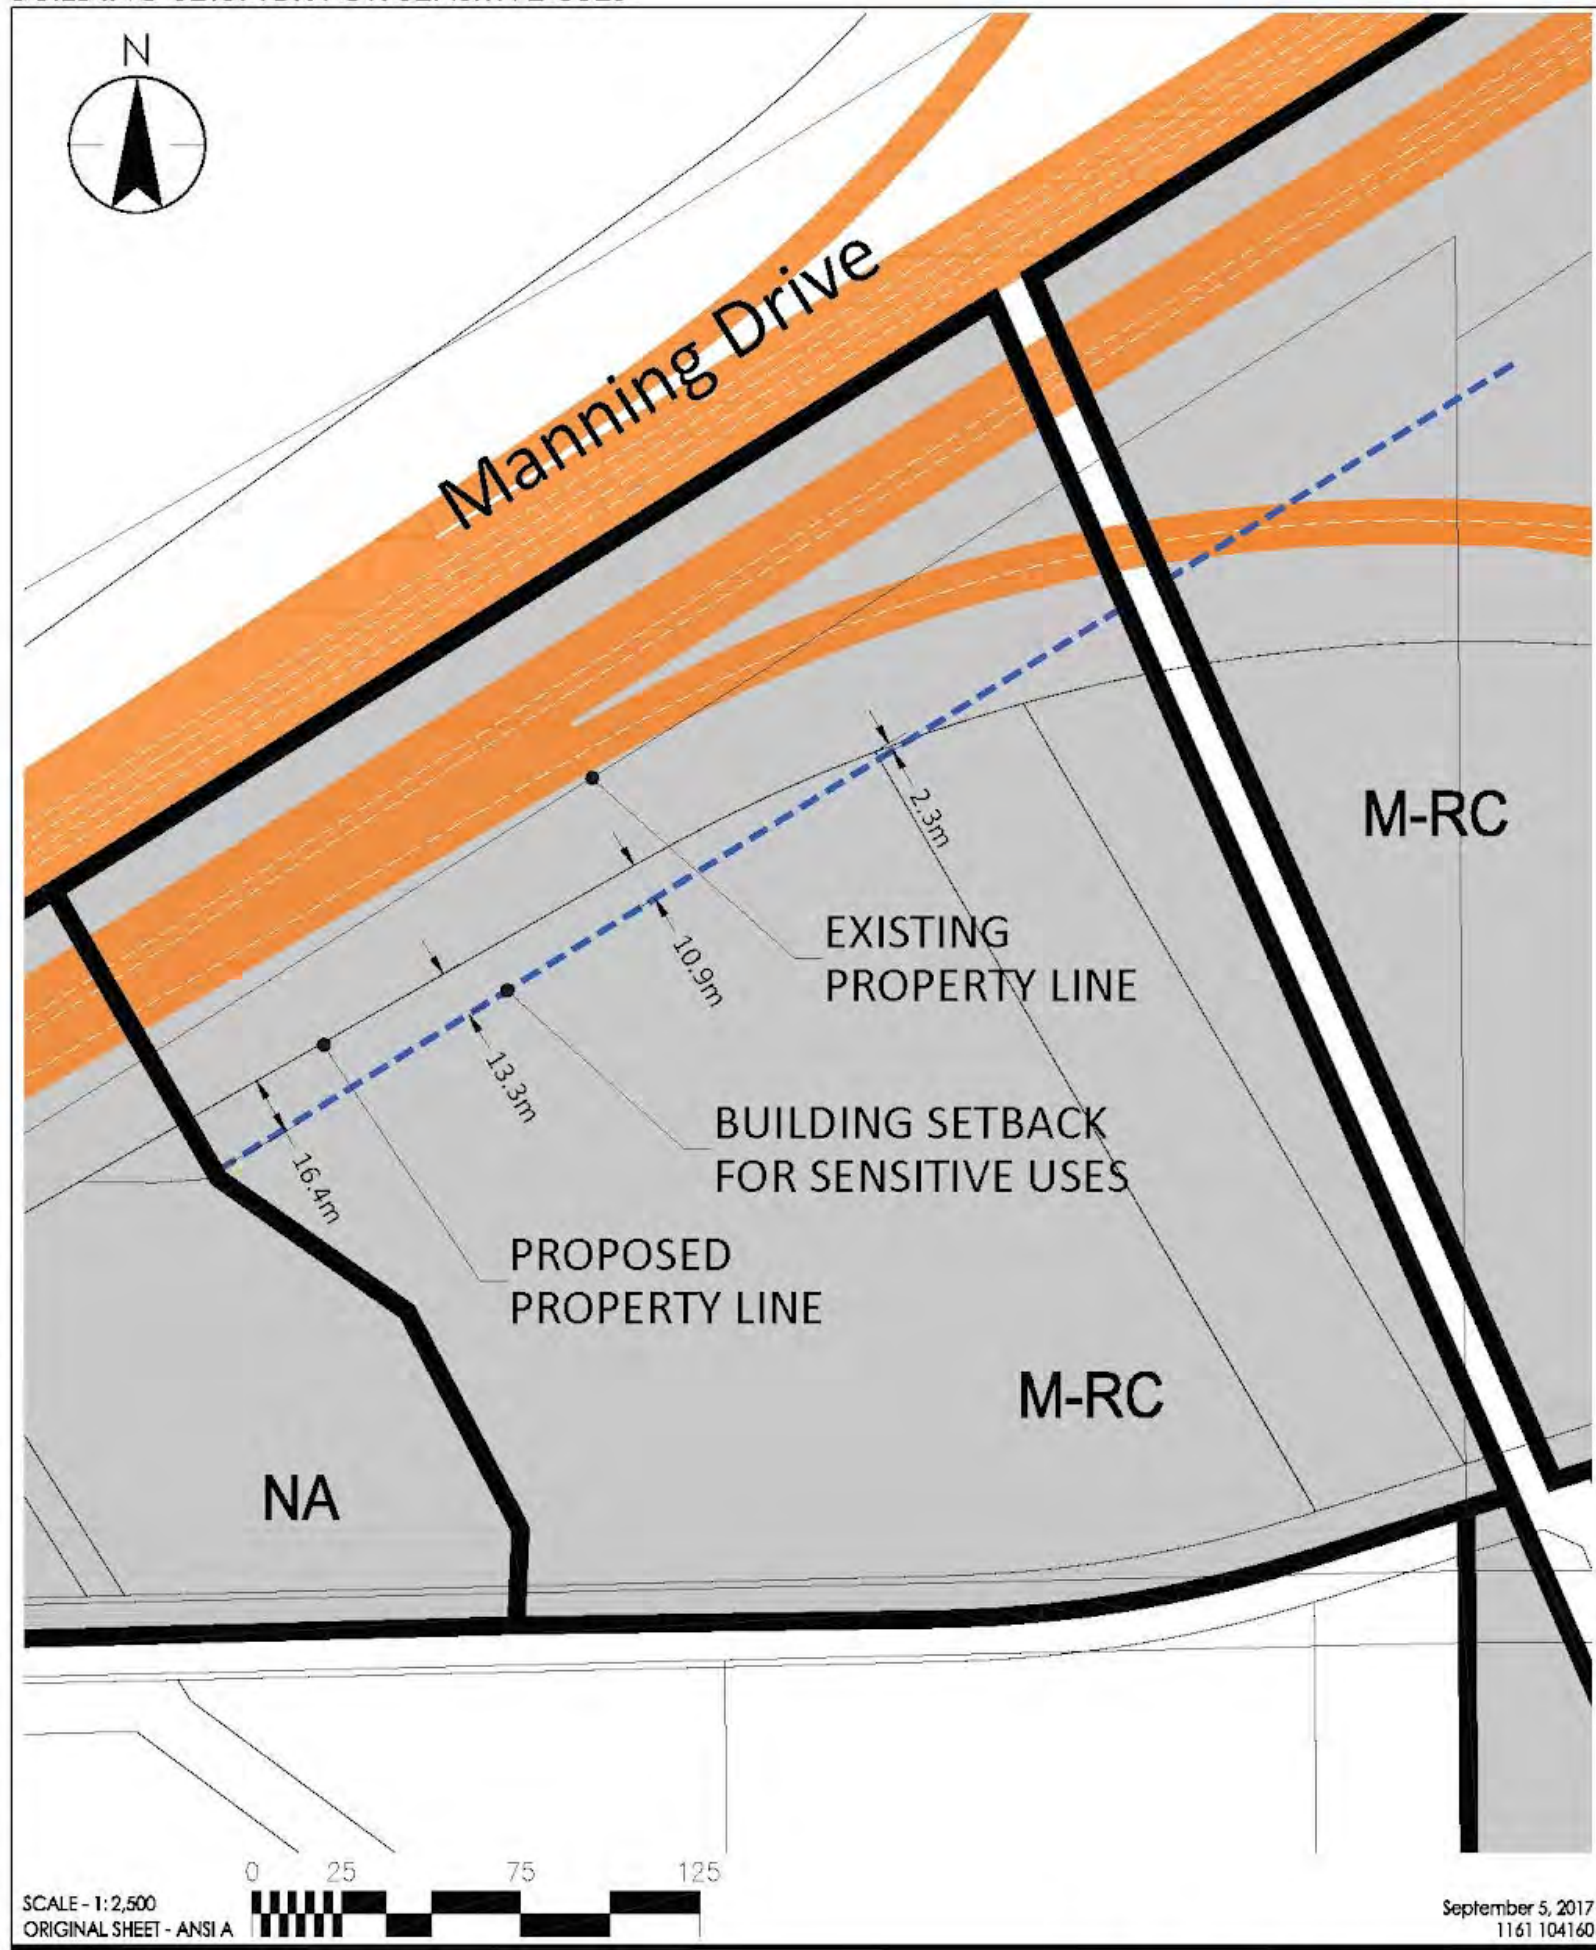 N
Manning Drive
M-RC
2.3m
EXISTING
PROPERTY LINE
10.9m
13.3m
BUILDING SETBACK
FOR SENSITIVE USES
16.4m
PROPOSED
PROPERTY LINE
M-RC
NA
0 25 75 125
SCALE - 1:2,500
ORIGINAL SHEET - ANSI A
September 5, 2017
1161 104160